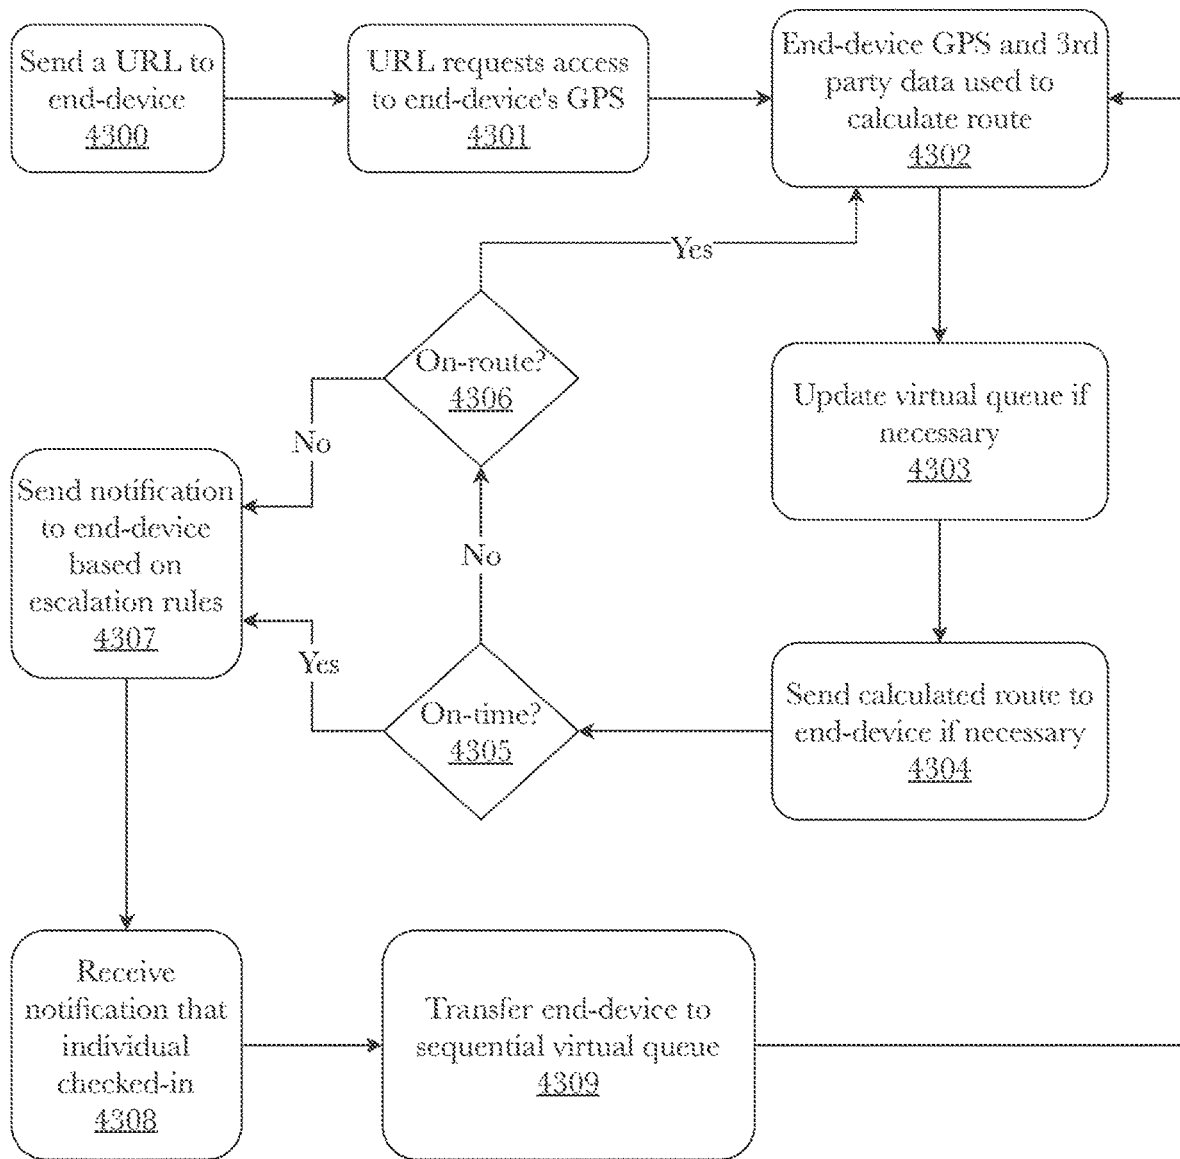 Send a URL to
end-device
4300
URL requests access
to end-device's GPS
4301
End-device GPS and 3rd
party data used to
calculate route
4302
Yes
On-route?
4306
No
Update virtual queue if
necessary
4303
Send notification
to end-device
based on
escalation rules
4307
No
Yes
On-time?
4305
Send calculated route to
end-device if necessary
4304
Receive
notification that
individual
checked-in
4308
Transfer end-device to
sequential virtual queue
4309